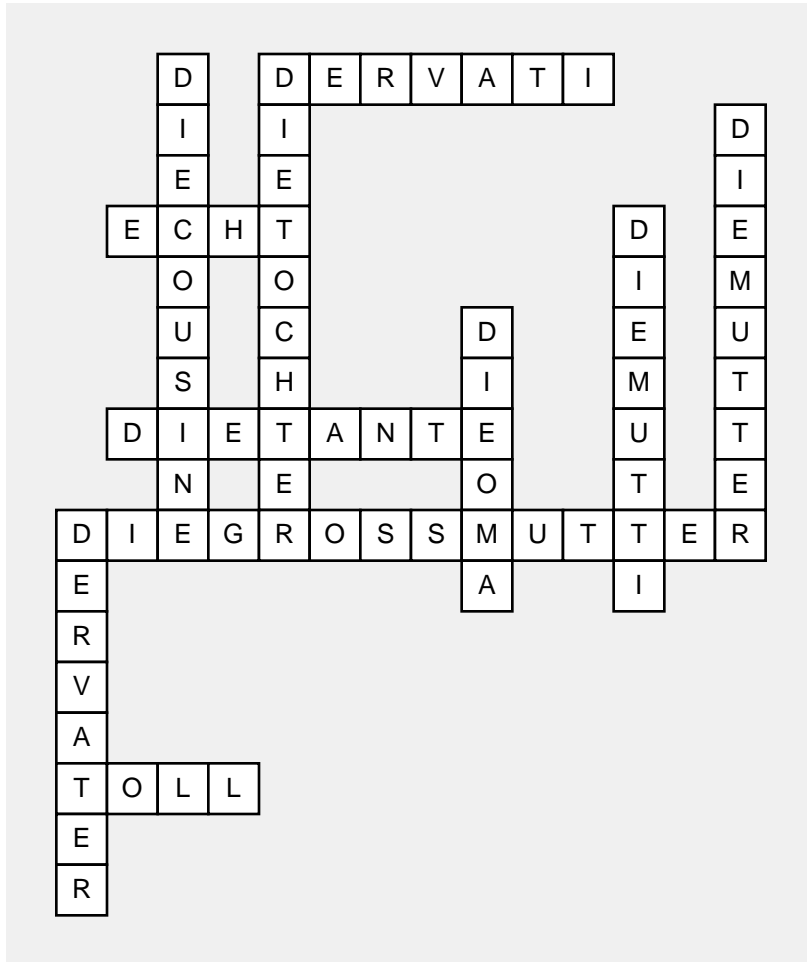 DIECOUSINE
DERVATI
DIETOCHTER
DIEMUTTER
ECHT
DIEMUTTI
DIEOMA
DIETANTE
DIEGROSSMUTTER
DERVATER
TOLL